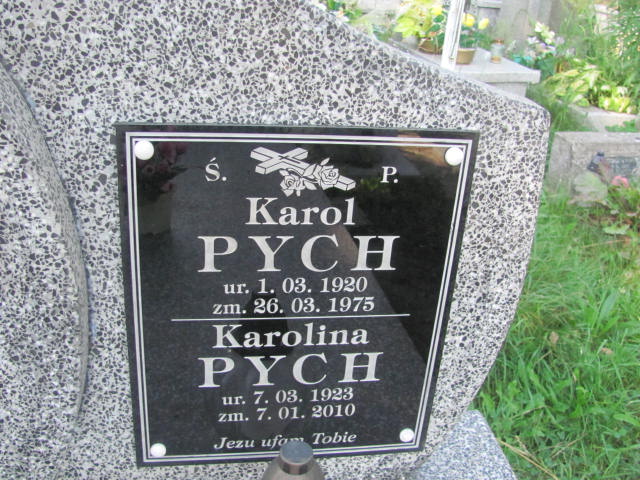 Ś. P.
Karol
PYCH
ur. 1. 03. 1920
zm. 26. 03. 1975
Karolina
PYCH
ur. 7. 03. 1923
zm. 7. 01. 2010
Jezu ufam Tobie